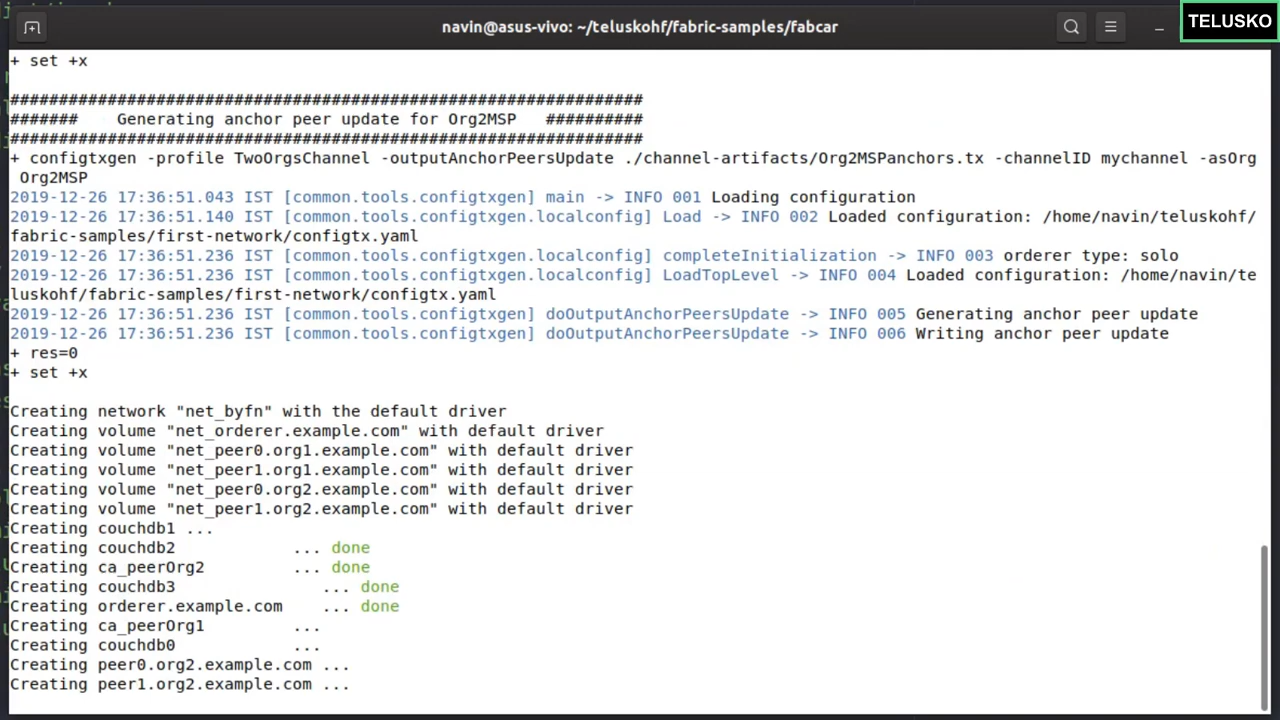 navin@asus-vivo: ~/teluskohf/fabric-samples/fabcar
TELUSKO
+ set +x
#################################################################
#######    Generating anchor peer update for Org2MSP   ##########
#################################################################
+ configtxgen -profile TwoOrgsChannel -outputAnchorPeersUpdate ./channel-artifacts/Org2MSPanchors.tx -channelID mychannel -asOrg
Org2MSP
2019-12-26 17:36:51.043 IST [common.tools.configtxgen] main -> INFO 001 Loading configuration
2019-12-26 17:36:51.140 IST [common.tools.configtxgen.localconfig] Load -> INFO 002 Loaded configuration: /home/navin/teluskohf/
fabric-samples/first-network/configtx.yaml
2019-12-26 17:36:51.236 IST [common.tools.configtxgen.localconfig] completeInitialization -> INFO 003 orderer type: solo
2019-12-26 17:36:51.236 IST [common.tools.configtxgen.localconfig] LoadTopLevel -> INFO 004 Loaded configuration: /home/navin/te
luskohf/fabric-samples/first-network/configtx.yaml
2019-12-26 17:36:51.236 IST [common.tools.configtxgen] doOutputAnchorPeersUpdate -> INFO 005 Generating anchor peer update
2019-12-26 17:36:51.236 IST [common.tools.configtxgen] doOutputAnchorPeersUpdate -> INFO 006 Writing anchor peer update
+ res=0
+ set +x
Creating network "net_byfn" with the default driver
Creating volume "net_orderer.example.com" with default driver
Creating volume "net_peer0.org1.example.com" with default driver
Creating volume "net_peer1.org1.example.com" with default driver
Creating volume "net_peer0.org2.example.com" with default driver
Creating volume "net_peer1.org2.example.com" with default driver
Creating couchdb1 ...
Creating couchdb2            ... done
Creating ca_peerOrg2         ... done
Creating couchdb3               ... done
Creating orderer.example.com    ... done
Creating ca_peerOrg1         ...
Creating couchdb0            ...
Creating peer0.org2.example.com ...
Creating peer1.org2.example.com ...